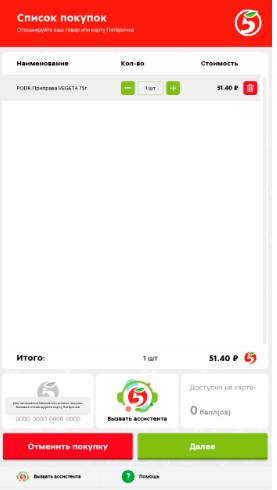 Список покупок
Отсканируйте ваш товар или карту Пятёрочка
5
Наименование Кол-во Стоимость
PODR.Приправа VEGETA 75г 1 шт 51.40 ₽
Итого: 1 шт 51.40 ₽
5
0000 0000 0000 0000
Вызвать ассистента
Доступно на карте:
0 балл(ов)
Отменить покупку
Далее
Вызвать ассистента
? Помощь